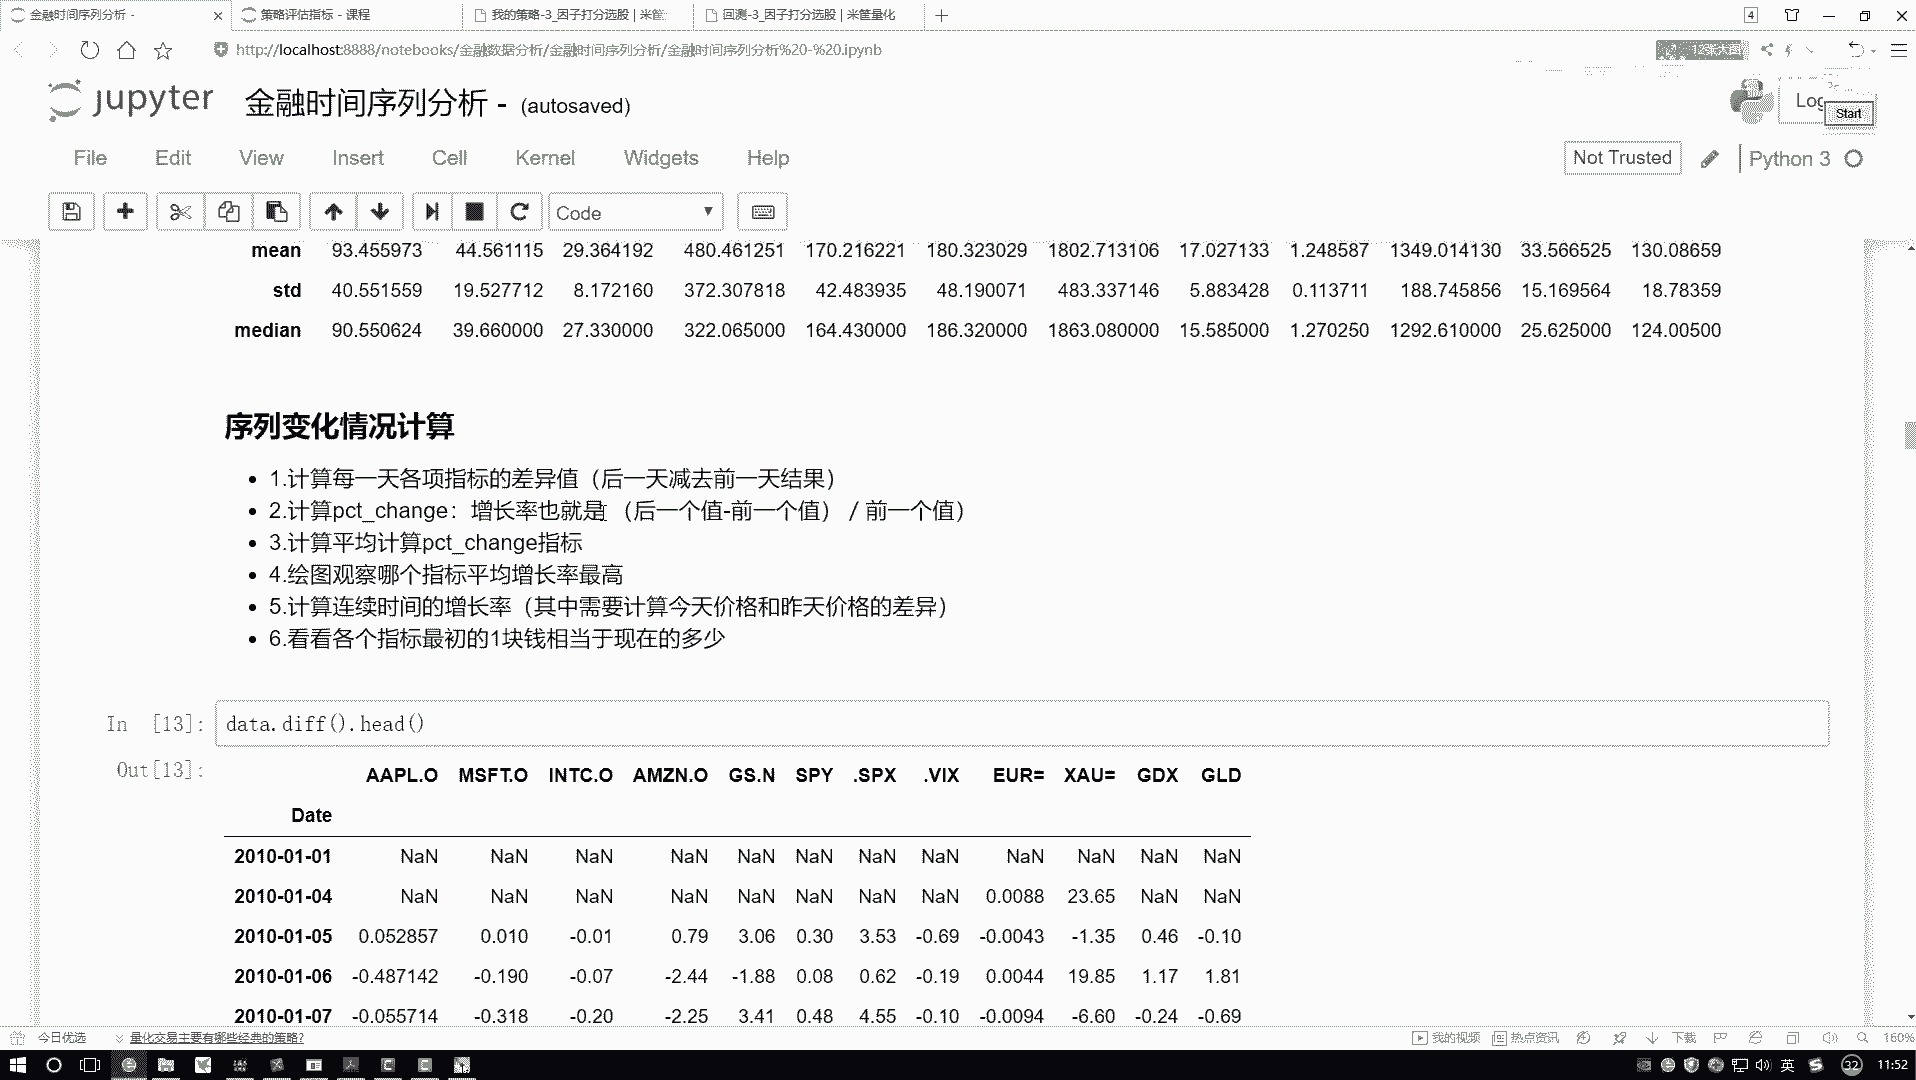 金融时间序列分析 -
策略评估指标 - 课程
我的策略-3_因子打分选股 | 米筐
回测-3_因子打分选股 | 米筐量化
4
http://localhost:8888/notebooks/金融数据分析/金融时间序列分析/金融时间序列分析%20-%20.ipynb
jupyter 金融时间序列分析 - (autosaved)
Start
File Edit View Insert Cell Kernel Widgets Help
Not Trusted
Python 3
Code
mean 93.455973 44.561115 29.364192 480.461251 170.216221 180.323029 1802.713106 17.027133 1.248587 1349.014130 33.566525 130.08659
std 40.551559 19.527712 8.172160 372.307818 42.483935 48.190071 483.337146 5.883428 0.113711 188.745856 15.169564 18.78359
median 90.550624 39.660000 27.330000 322.065000 164.430000 186.320000 1863.080000 15.585000 1.270250 1292.610000 25.625000 124.00500
序列变化情况计算
• 1.计算每一天各项指标的差异值（后一天减去前一天结果）
• 2.计算pct_change：增长率也就是 （后一个值-前一个值）/ 前一个值）
• 3.计算平均计算pct_change指标
• 4.绘图观察哪个指标平均增长率最高
• 5.计算连续时间的增长率（其中需要计算今天价格和昨天价格的差异）
• 6.看看各个指标最初的1块钱相当于现在的多少
In [13]: data.diff().head()
Out[13]:
AAPL.O MSFT.O INTC.O AMZN.O GS.N SPY .SPX .VIX EUR= XAU= GDX GLD
Date
2010-01-01 NaN NaN NaN NaN NaN NaN NaN NaN NaN NaN NaN NaN
2010-01-04 NaN NaN NaN NaN NaN NaN NaN NaN 0.0088 23.65 NaN NaN
2010-01-05 0.052857 0.010 -0.01 0.79 3.06 0.30 3.53 -0.69 -0.0043 -1.35 0.46 -0.10
2010-01-06 -0.487142 -0.190 -0.07 -2.44 -1.88 0.08 0.62 -0.19 0.0044 19.85 1.17 1.81
2010-01-07 -0.055714 -0.318 -0.20 -2.25 3.41 0.48 4.55 -0.10 -0.0094 -6.60 -0.24 -0.69
今日优选
量化交易主要有哪些经典的策略?
我的视频
热点资讯
下载
160%
英
32
11:52